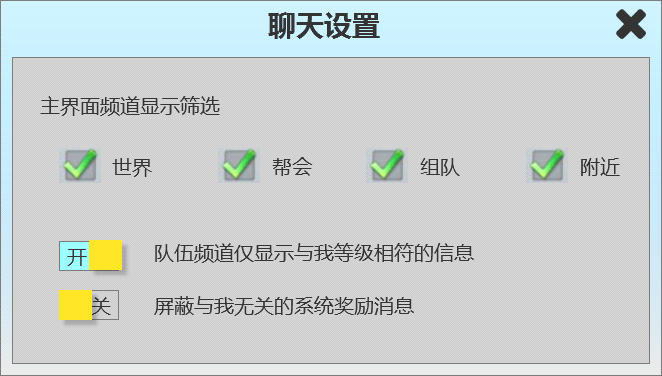 聊天设置
主界面频道显示筛选
世界 帮会 组队 附近
开 队伍频道仅显示与我等级相符的信息
关 屏蔽与我无关的系统奖励消息